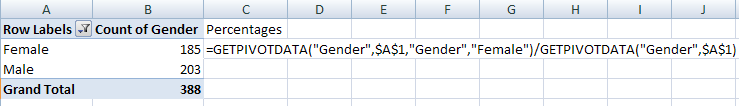 A B C D E F G H I J
Row Labels Count of Gender Percentages
Female 185 =GETPIVOTDATA("Gender",$A$1,"Gender","Female")/GETPIVOTDATA("Gender",$A$1)
Male 203
Grand Total 388